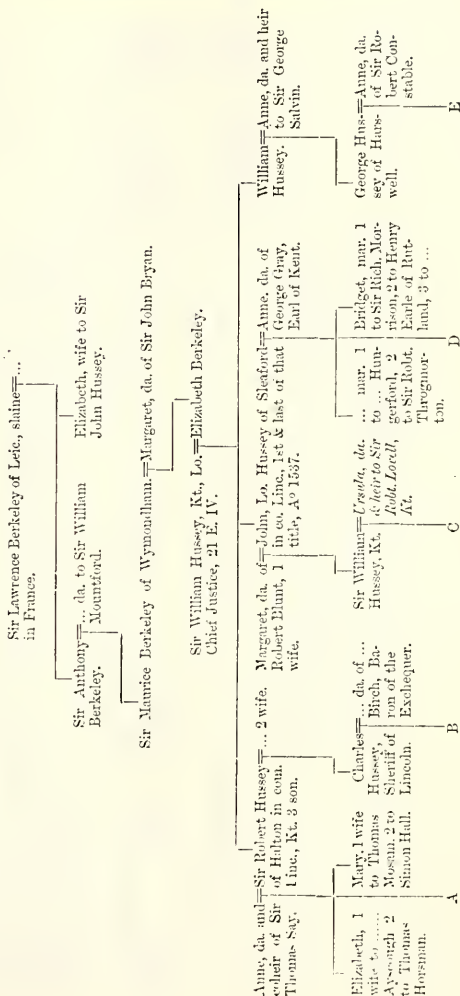 Sir Lawrence Berkeley of Leic., slaine=...
in France.
Sir Anthony=... da. to Sir William
Berkeley. Mountford.
Elizabeth, wife to Sir
John Hussey.
Sir Maurice Berkeley of Wymondham.=Margaret, da. of Sir John Bryan.
Sir William Hussey, Kt., Lo.=Elizabeth Berkeley.
Chief Justice, 21 E. IV.
Anne, da. and=Sir Robert Hussey=... 2 wife.
coheir of Sir of Halton in com.
Thomas Say. Linc., Kt. 3 son.
Margaret, da. of=John, Lo. Hussey of Sleaford=Anne, da. of
Robert Blunt, 1 in co. Linc., 1st & last of that George Gray,
wife. title, Aº 1537. Earl of Kent.
William=Anne, da. and heir
Hussey. to Sir George
Salvin.
Elizabeth, 1
wife to ......
Ayscough 2
to Thomas
Horsman.
Mary, 1 wife
to Thomas
Mosam, 2 to
Simon Hall.
Charles=... da. of ...
Hussey, Birch, Ba-
Sheriff of ron of the
Lincoln. Exchequer.
Sir William=Ursula, da.
Hussey, Kt. & heir to Sir
Robt. Lovell,
Kt.
... mar. 1
to ... Hun-
gerford, 2
to Sir Robt.
Throgmor-
ton.
Bridget, mar. 1
to Sir Rich. Mor-
rison, 2 to Henry
Earle of Rut-
land, 3 to ...
George Hus-=Anne, da.
sey of Hars- of Sir Ro-
well. bert Con-
stable.
A
B
C
D
E